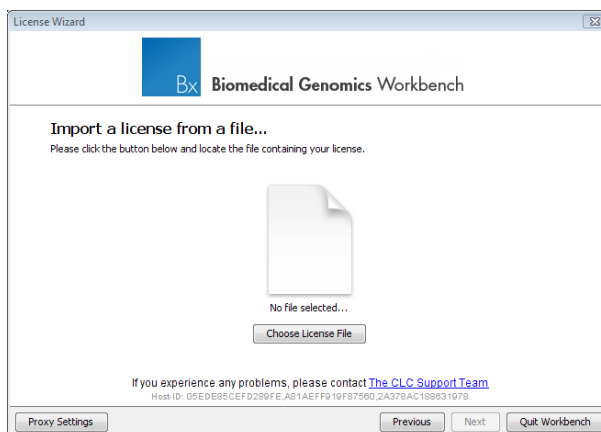 License Wizard
Bx Biomedical Genomics Workbench
Import a license from a file...
Please click the button below and locate the file containing your license.
No file selected...
Choose License File
If you experience any problems, please contact The CLC Support Team
Host-ID: 05EDE85CEFD289FE,A81AEFF919F87560,2A378AC188631978
Proxy Settings Previous Next Quit Workbench